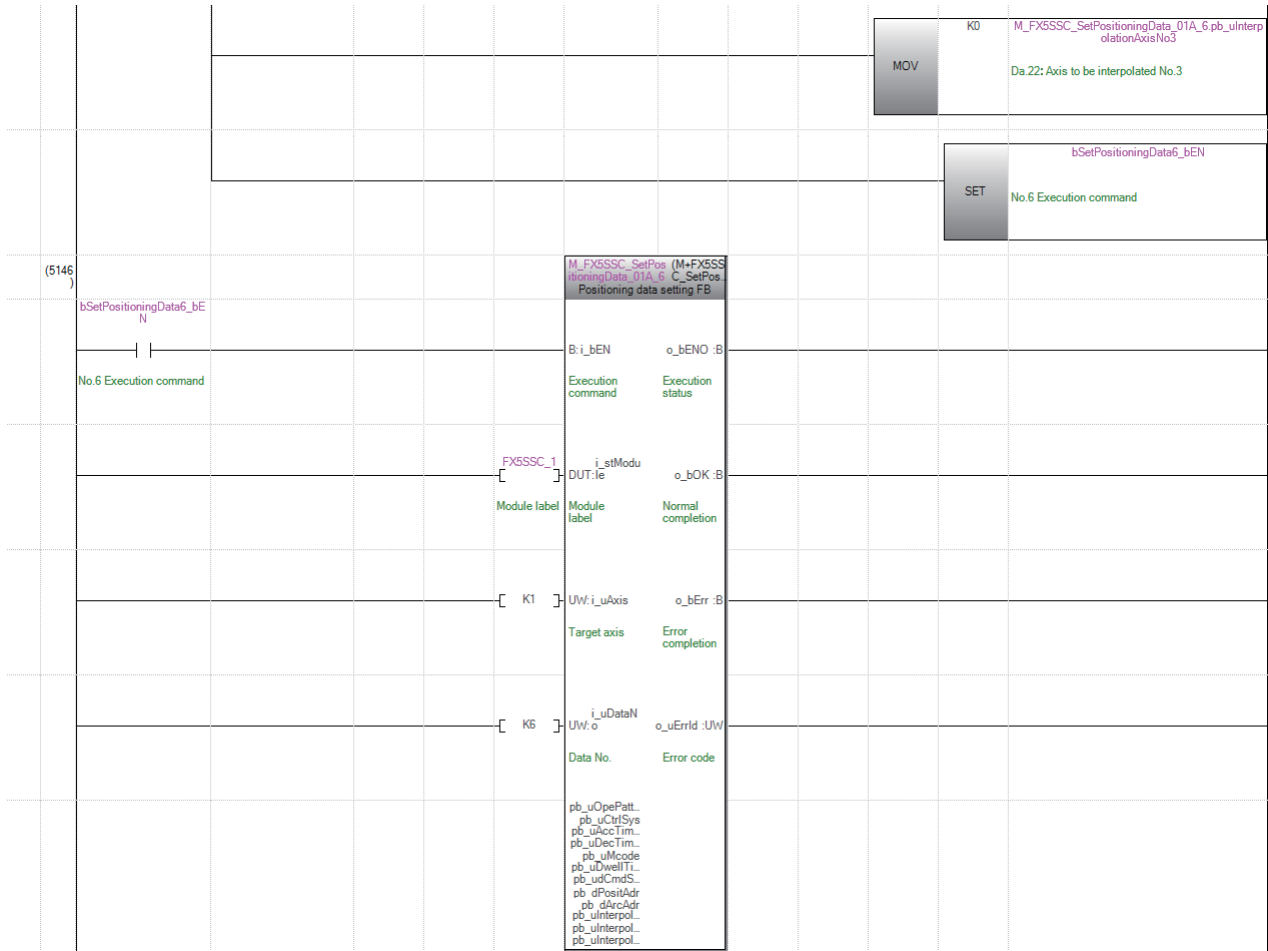 K0
M_FX5SSC_SetPositioningData_01A_6.pb_uInterp
olationAxisNo3
MOV
Da.22: Axis to be interpolated No.3
bSetPositioningData6_bEN
SET
No.6 Execution command
(5146
)
M_FX5SSC_SetPos (M+FX5SS
itioningData_01A_6 C_SetPos..
Positioning data setting FB
bSetPositioningData6_bE
N
B: i_bEN
o_bENO :B
No.6 Execution command
Execution
command
Execution
status
FX5SSC_1
i_stModu
DUT:le
o_bOK :B
Module label
Module
label
Normal
completion
K1
UW: i_uAxis
o_bErr :B
Target axis
Error
completion
K6
i_uDataN
UW: o
o_uErrId :UW
Data No.
Error code
pb_uOpePatt...
pb_uCtrlSys
pb_uAccTim...
pb_uDecTim...
pb_uMcode
pb_uDwellTi...
pb_udCmdS...
pb_dPositAdr
pb_dArcAdr
pb_uInterpol...
pb_uInterpol...
pb_uInterpol...